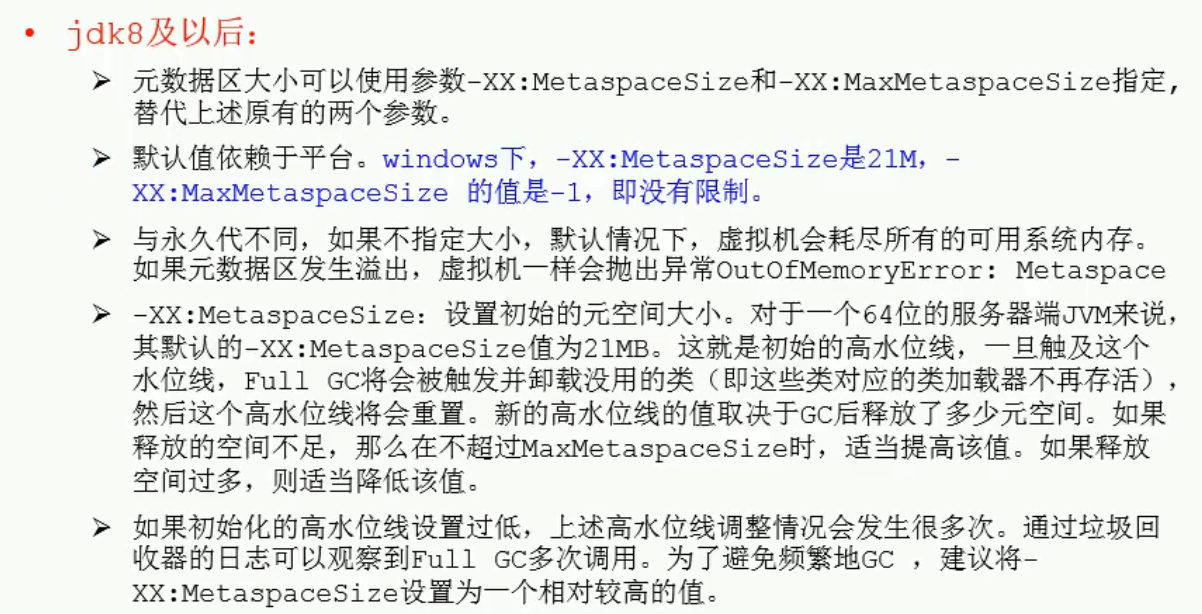 • jdk8及以后：
➢ 元数据区大小可以使用参数-XX:MetaspaceSize和-XX:MaxMetaspaceSize指定,
替代上述原有的两个参数。
➢ 默认值依赖于平台。windows下，-XX:MetaspaceSize是21M，-
XX:MaxMetaspaceSize 的值是-1，即没有限制。
➢ 与永久代不同，如果不指定大小，默认情况下，虚拟机会耗尽所有的可用系统内存。
如果元数据区发生溢出，虚拟机一样会抛出异常OutOfMemoryError: Metaspace
➢ -XX:MetaspaceSize：设置初始的元空间大小。对于一个64位的服务器端JVM来说，
其默认的-XX:MetaspaceSize值为21MB。这就是初始的高水位线，一旦触及这个
水位线，Full GC将会被触发并卸载没用的类（即这些类对应的类加载器不再存活），
然后这个高水位线将会重置。新的高水位线的值取决于GC后释放了多少元空间。如果
释放的空间不足，那么在不超过MaxMetaspaceSize时，适当提高该值。如果释放
空间过多，则适当降低该值。
➢ 如果初始化的高水位线设置过低，上述高水位线调整情况会发生很多次。通过垃圾回
收器的日志可以观察到Full GC多次调用。为了避免频繁地GC ，建议将-
XX:MetaspaceSize设置为一个相对较高的值。